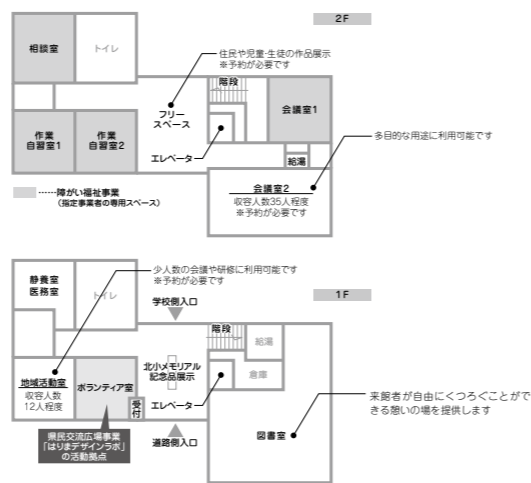 2F
相談室
トイレ
住民や児童・生徒の作品展示
※予約が必要です
階段
フリー
スペース
会議室1
作業
自習室1
作業
自習室2
エレベータ
多目的な用途に利用可能です
給湯
会議室2
収容人数35人程度
※予約が必要です
……障がい福祉事業
(指定事業者の専用スペース)
1F
静養室
医務室
トイレ
少人数の会議や研修に利用可能です
※予約が必要です
学校側入口
階段
給湯
地域活動室
収容人数
12人程度
ボランティア室
北小メモリアル
記念品展示
倉庫
受付
エレベータ
来館者が自由にくつろぐことが
できる憩いの場を提供します
図書室
道路側入口
県民交流広場事業
「はりまデザインラボ」
の活動拠点